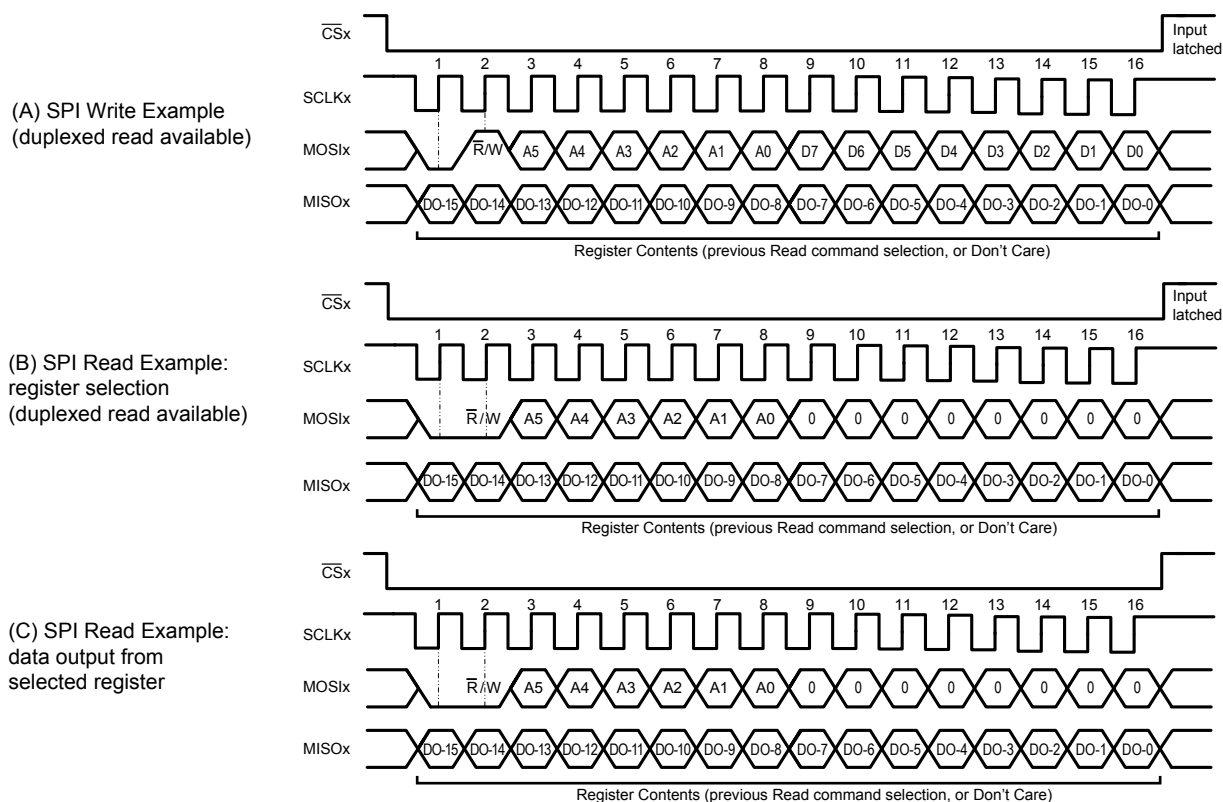 CSx
Input
latched
1 2 3 4 5 6 7 8 9 10 11 12 13 14 15 16
SCLKx
(A) SPI Write Example
(duplexed read available)
MOSIx R/W A5 A4 A3 A2 A1 A0 D7 D6 D5 D4 D3 D2 D1 D0
MISOx DO-15 DO-14 DO-13 DO-12 DO-11 DO-10 DO-9 DO-8 DO-7 DO-6 DO-5 DO-4 DO-3 DO-2 DO-1 DO-0
Register Contents (previous Read command selection, or Don’t Care)
CSx
Input
latched
1 2 3 4 5 6 7 8 9 10 11 12 13 14 15 16
SCLKx
(B) SPI Read Example:
register selection
(duplexed read available)
MOSIx R/W A5 A4 A3 A2 A1 A0 0 0 0 0 0 0 0 0
MISOx DO-15 DO-14 DO-13 DO-12 DO-11 DO-10 DO-9 DO-8 DO-7 DO-6 DO-5 DO-4 DO-3 DO-2 DO-1 DO-0
Register Contents (previous Read command selection, or Don’t Care)
CSx
1 2 3 4 5 6 7 8 9 10 11 12 13 14 15 16
SCLKx
(C) SPI Read Example:
data output from
selected register
MOSIx R/W A5 A4 A3 A2 A1 A0 0 0 0 0 0 0 0 0
MISOx DO-15 DO-14 DO-13 DO-12 DO-11 DO-10 DO-9 DO-8 DO-7 DO-6 DO-5 DO-4 DO-3 DO-2 DO-1 DO-0
Register Contents (previous Read command selection, or Don’t Care)